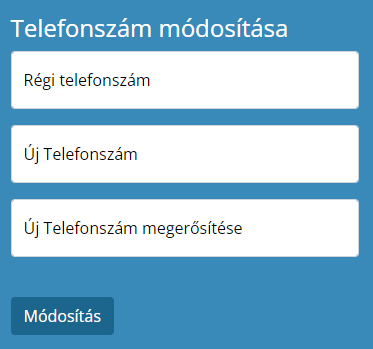 Telefonszám módosítása
Régi telefonszám
Új Telefonszám
Új Telefonszám megerősítése
Módosítás